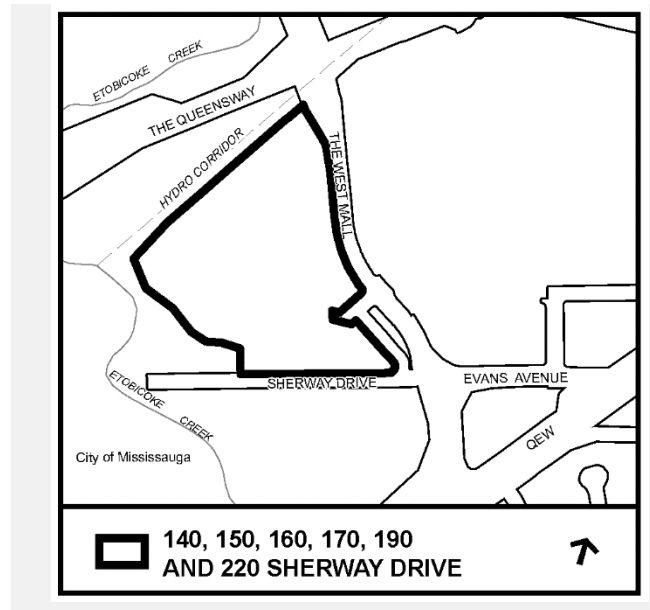 ETOBICOKE CREEK
THE QUEENSWAY
HYDRO CORRIDOR
THE WEST MALL
SHERWAY DRIVE
EVANS AVENUE
ETOBICOKE CREEK
QEW
City of Mississauga
140, 150, 160, 170, 190
AND 220 SHERWAY DRIVE